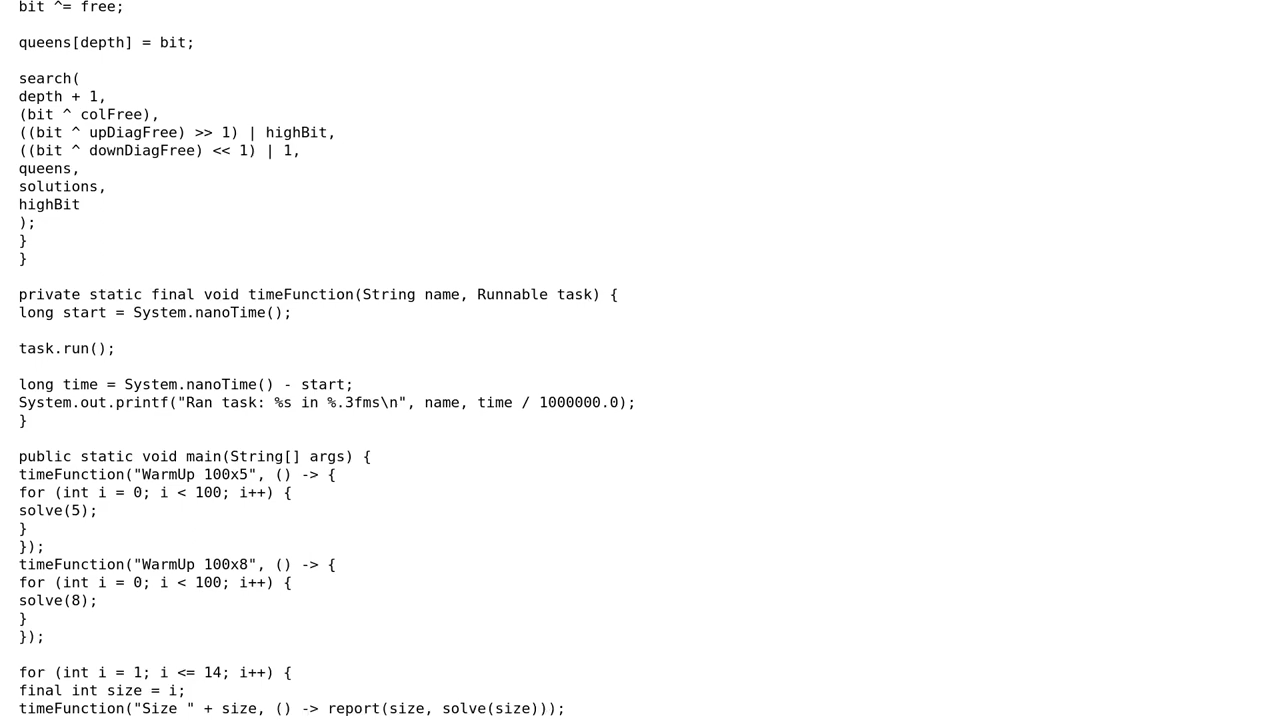 bit ^= free;
queens[depth] = bit;
search(
depth + 1,
(bit ^ colFree),
((bit ^ upDiagFree) >> 1) | highBit,
((bit ^ downDiagFree) << 1) | 1,
queens,
solutions,
highBit
);
}
}
private static final void timeFunction(String name, Runnable task) {
long start = System.nanoTime();
task.run();
long time = System.nanoTime() - start;
System.out.printf("Ran task: %s in %.3fms\n", name, time / 1000000.0);
}
public static void main(String[] args) {
timeFunction("WarmUp 100x5", () -> {
for (int i = 0; i < 100; i++) {
solve(5);
}
});
timeFunction("WarmUp 100x8", () -> {
for (int i = 0; i < 100; i++) {
solve(8);
}
});
for (int i = 1; i <= 14; i++) {
final int size = i;
timeFunction("Size " + size, () -> report(size, solve(size)));